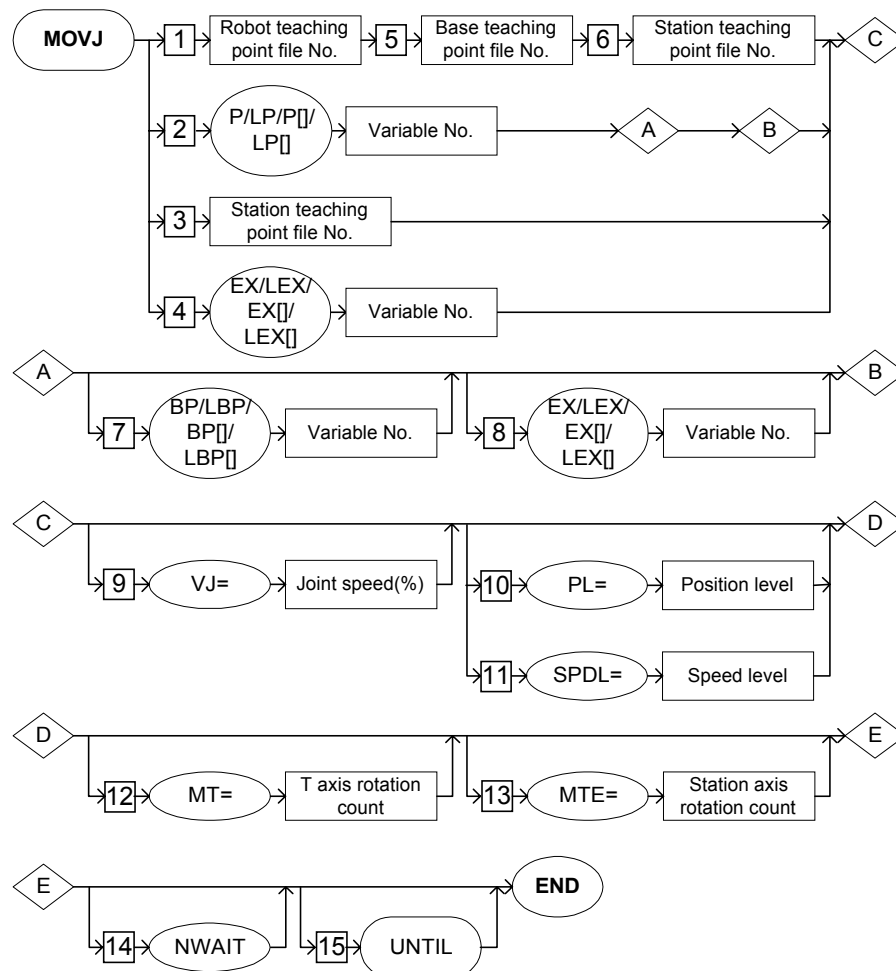 MOVJ
1
Robot teaching
point file No.
5
Base teaching
point file No.
6
Station teaching
point file No.
C
2
P/LP/P[]/
LP[]
Variable No.
A
B
3
Station teaching
point file No.
4
EX/LEX/
EX[]/
LEX[]
Variable No.
A
B
7
BP/LBP/
BP[]/
LBP[]
Variable No.
8
EX/LEX/
EX[]/
LEX[]
Variable No.
C
D
9
VJ=
Joint speed(%)
10
PL=
Position level
11
SPDL=
Speed level
D
E
12
MT=
T axis rotation
count
13
MTE=
Station axis
rotation count
E
END
14
NWAIT
15
UNTIL